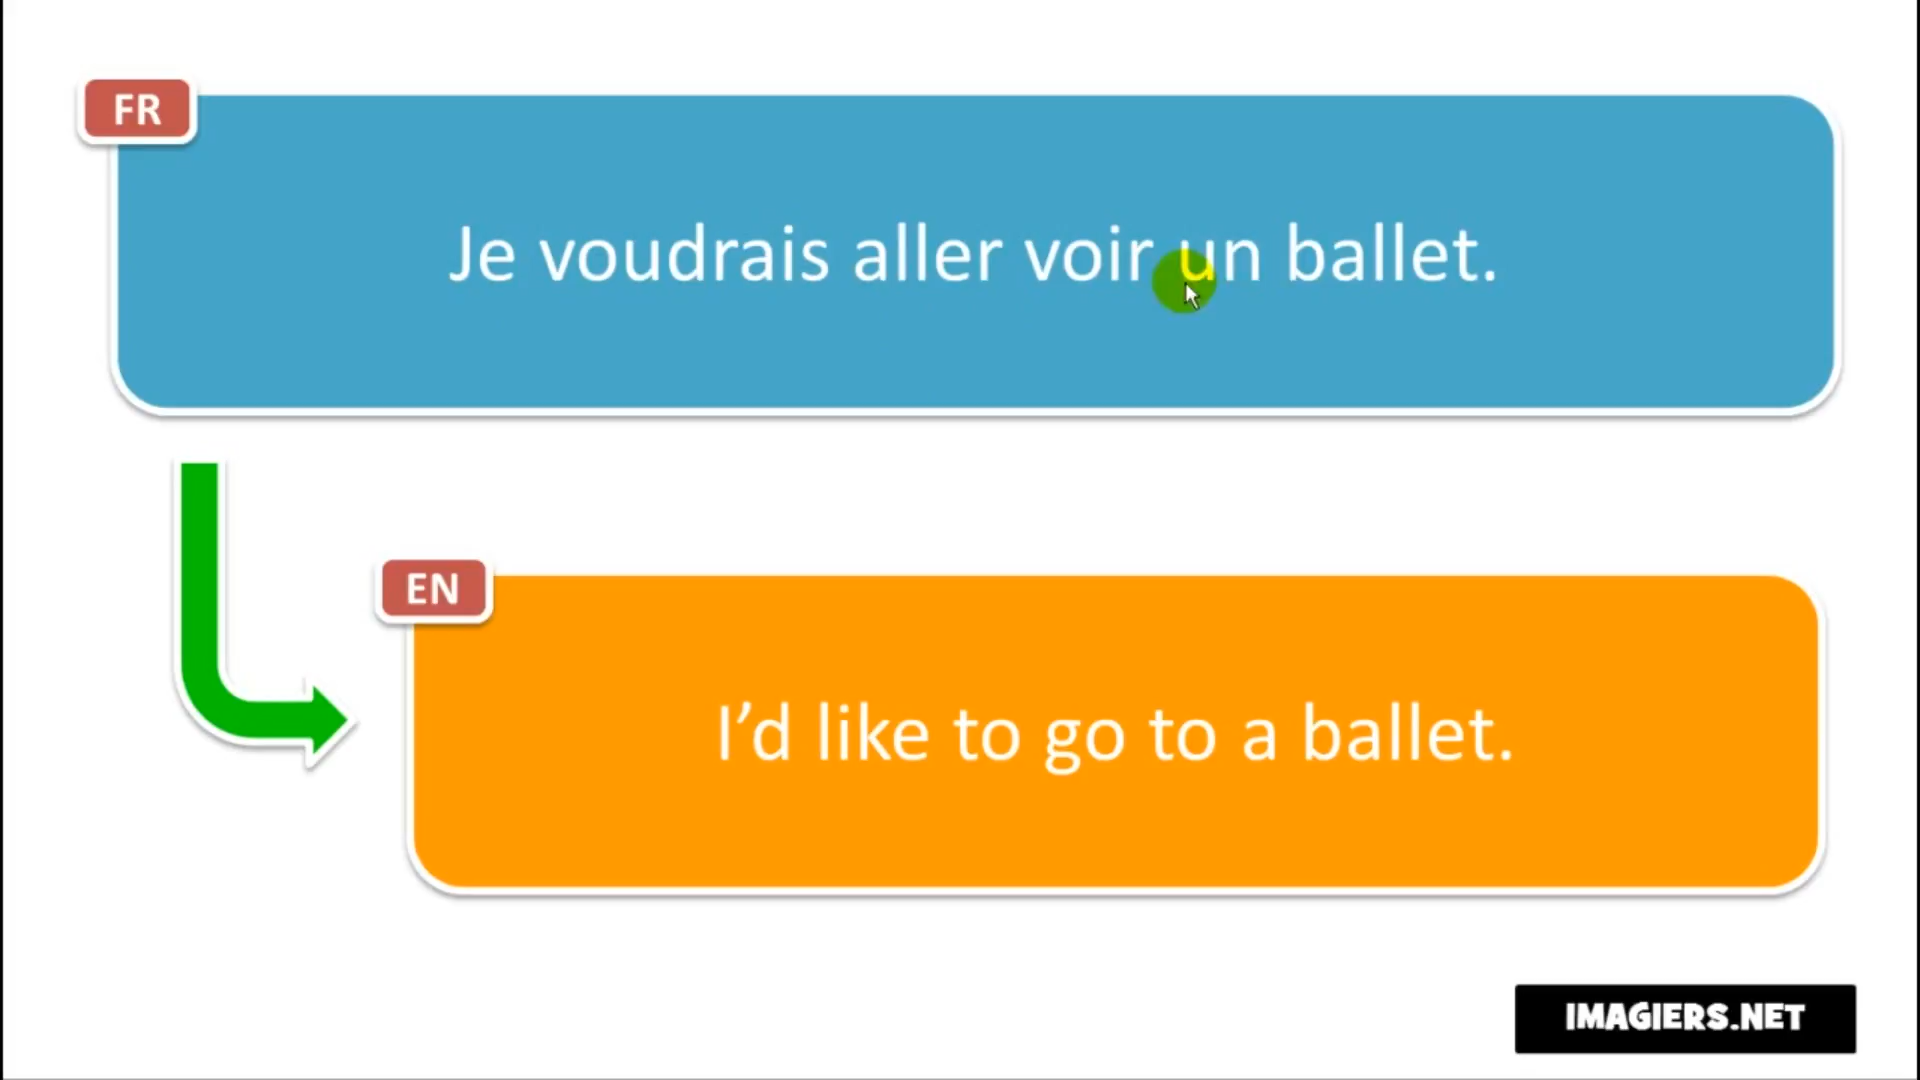 FR
Je voudrais aller voir un ballet.
EN
I’d like to go to a ballet.
IMAGIERS.NET